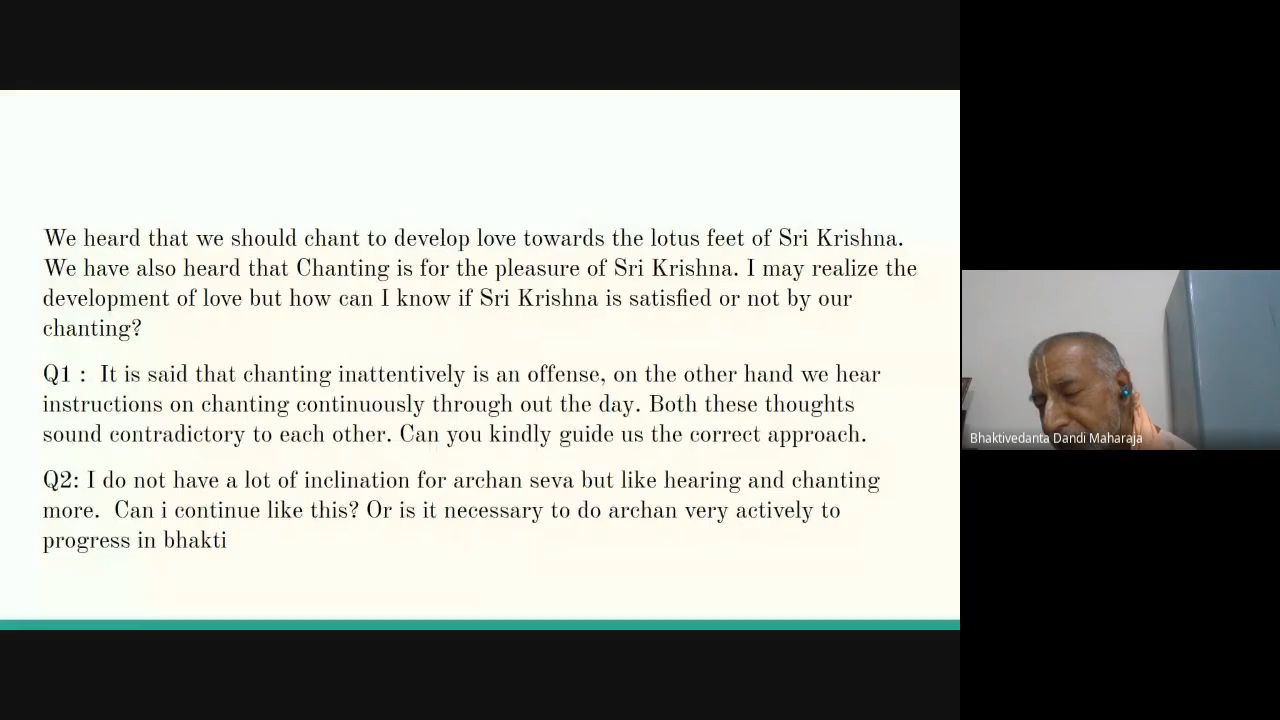 We heard that we should chant to develop love towards the lotus feet of Sri Krishna.
We have also heard that Chanting is for the pleasure of Sri Krishna. I may realize the
development of love but how can I know if Sri Krishna is satisfied or not by our
chanting?
Q1 :  It is said that chanting inattentively is an offense, on the other hand we hear
instructions on chanting continuously through out the day. Both these thoughts
sound contradictory to each other. Can you kindly guide us the correct approach.
Q2: I do not have a lot of inclination for archan seva but like hearing and chanting
more.  Can i continue like this? Or is it necessary to do archan very actively to
progress in bhakti
Bhaktivedanta Dandi Maharaja